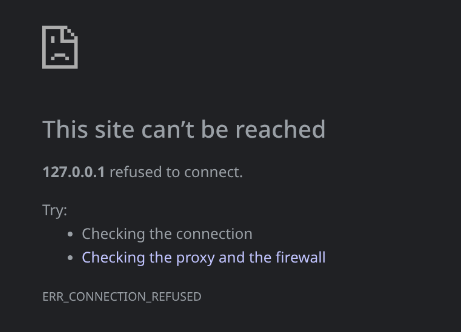 This site can’t be reached
127.0.0.1 refused to connect.
Try:
• Checking the connection
• Checking the proxy and the firewall
ERR_CONNECTION_REFUSED